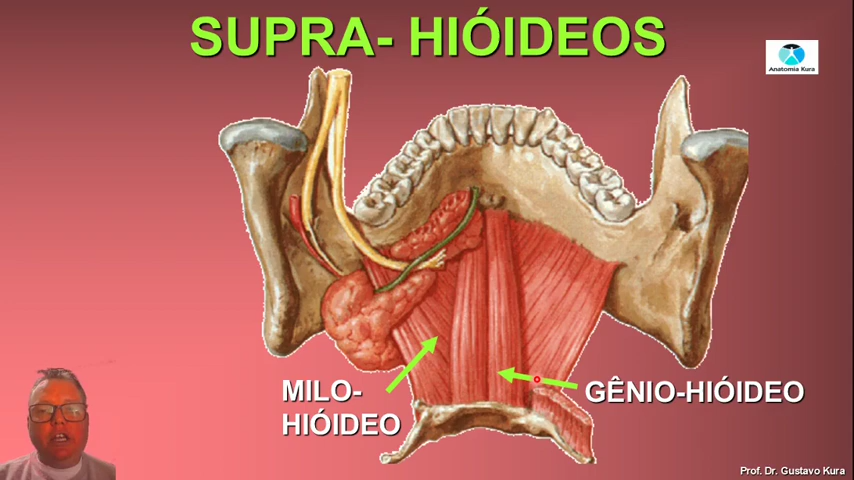 SUPRA- HIÓIDEOS
Anatomia Kura
MILO-
HIÓIDEO
GÊNIO-HIÓIDEO
Prof. Dr. Gustavo Kura